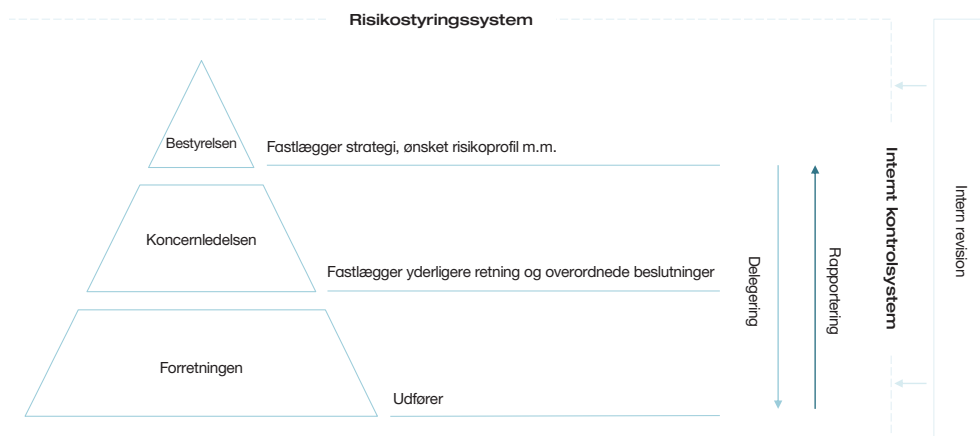 Risikostyringssystem
Bestyrelsen
Fastlægger strategi, ønsket risikoprofil m.m.
Koncernledelsen
Fastlægger yderligere retning og overordnede beslutninger
Forretningen
Udfører
Delegering
Rapportering
Internt kontrolsystem
Intern revision